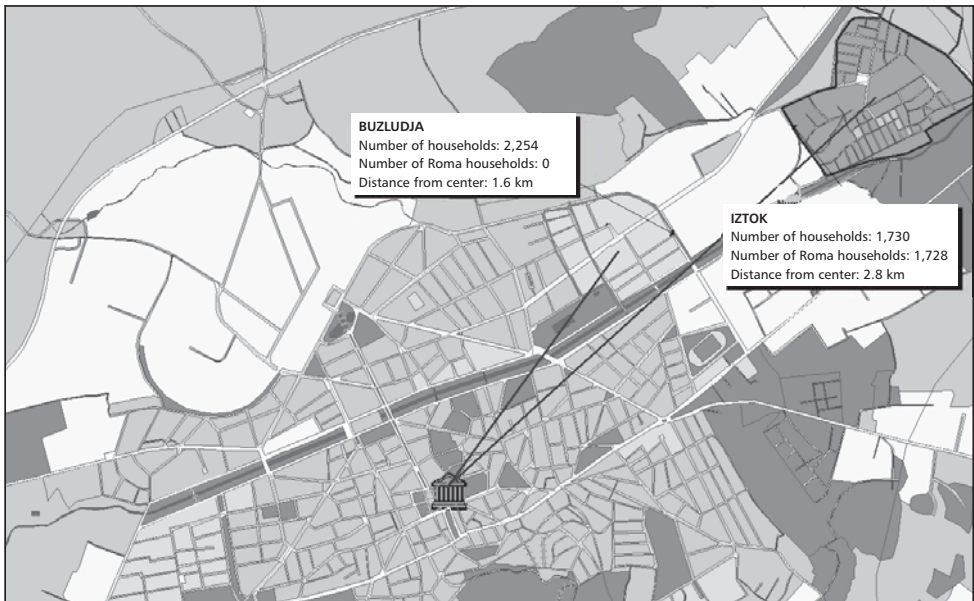 BUZLUDJA
Number of households: 2,254
Number of Roma households: 0
Distance from center: 1.6 km
IZTOK
Number of households: 1,730
Number of Roma households: 1,728
Distance from center: 2.8 km